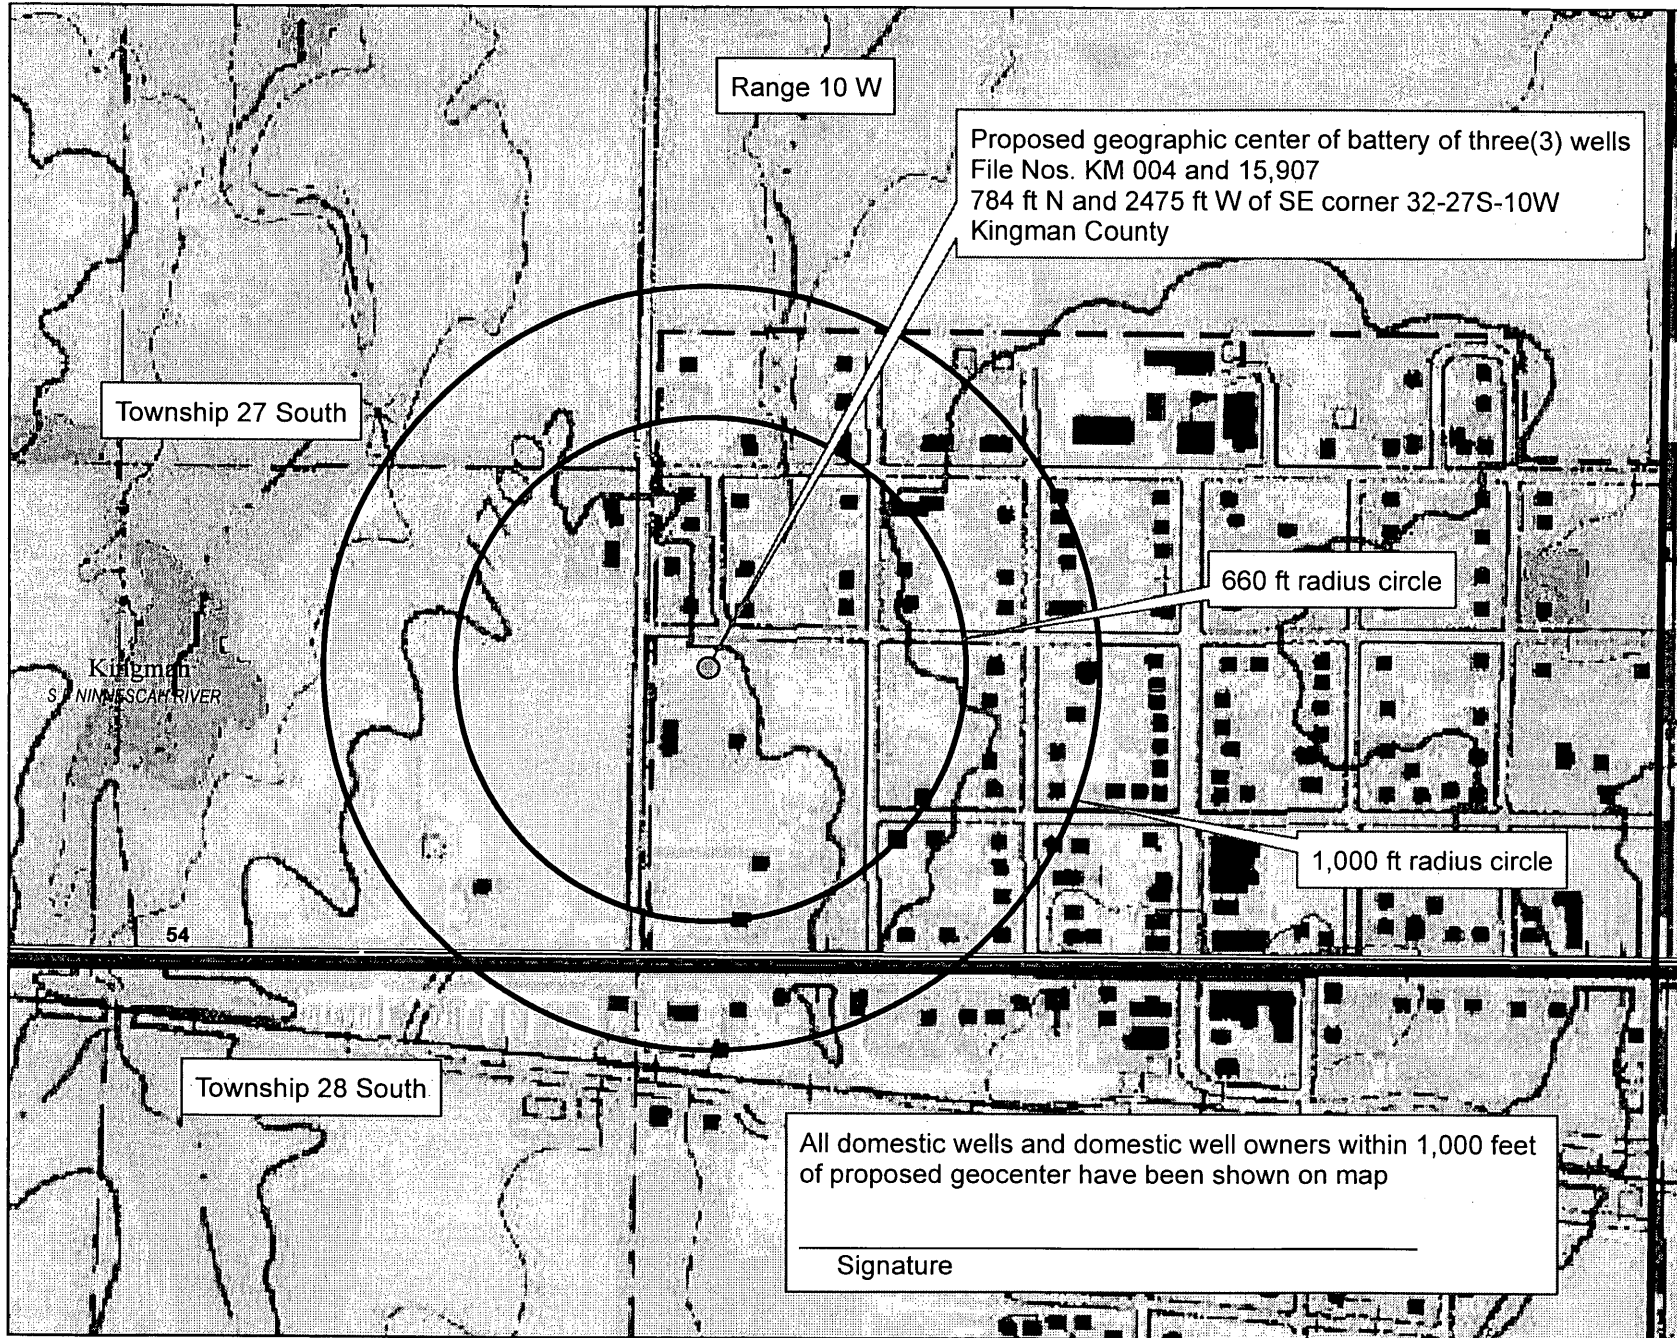 Range 10 W
Proposed geographic center of battery of three(3) wells
File Nos. KM 004 and 15,907
784 ft N and 2475 ft W of SE corner 32-27S-10W
Kingman County
Township 27 South
660 ft radius circle
Kingman
NINNESCAH RIVER
1,000 ft radius circle
54
Township 28 South
All domestic wells and domestic well owners within 1,000 feet
of proposed geocenter have been shown on map
Signature